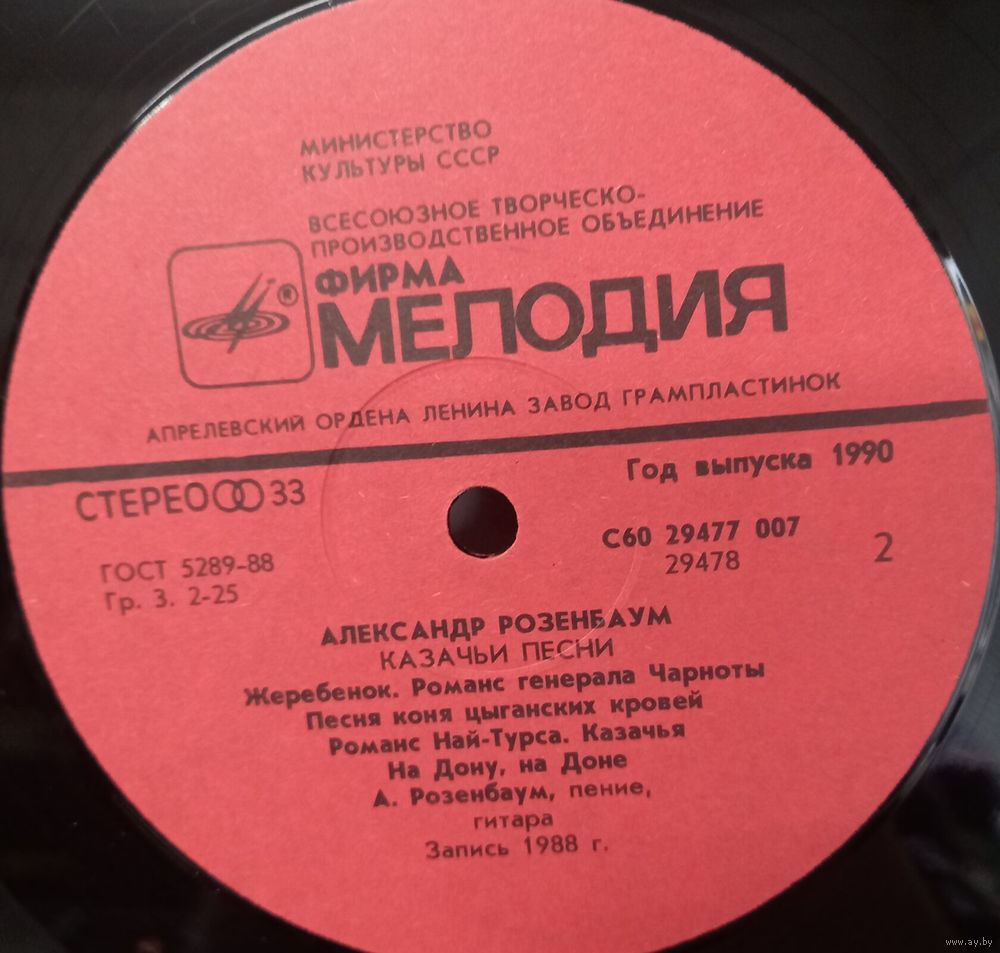 МИНИСТЕРСТВО
КУЛЬТУРЫ СССР
ВСЕСОЮЗНОЕ ТВОРЧЕСКО-
ПРОИЗВОДСТВЕННОЕ ОБЪЕДИНЕНИЕ
ФИРМА
®
МЕЛОДИЯ
АПРЕЛЕВСКИЙ ОРДЕНА ЛЕНИНА ЗАВОД ГРАМПЛАСТИНОК
СТЕРЕО 33
Год выпуска 1990
ГОСТ 5289-88
Гр. 3. 2-25
С60 29477 007
29478
2
АЛЕКСАНДР РОЗЕНБАУМ
КАЗАЧЬИ ПЕСНИ
Жеребенок. Романс генерала Чарноты
Песня коня цыганских кровей
Романс Най-Турса. Казачья
На Дону, на Доне
А. Розенбаум, пение,
гитара
Запись 1988 г.
www.ay.by